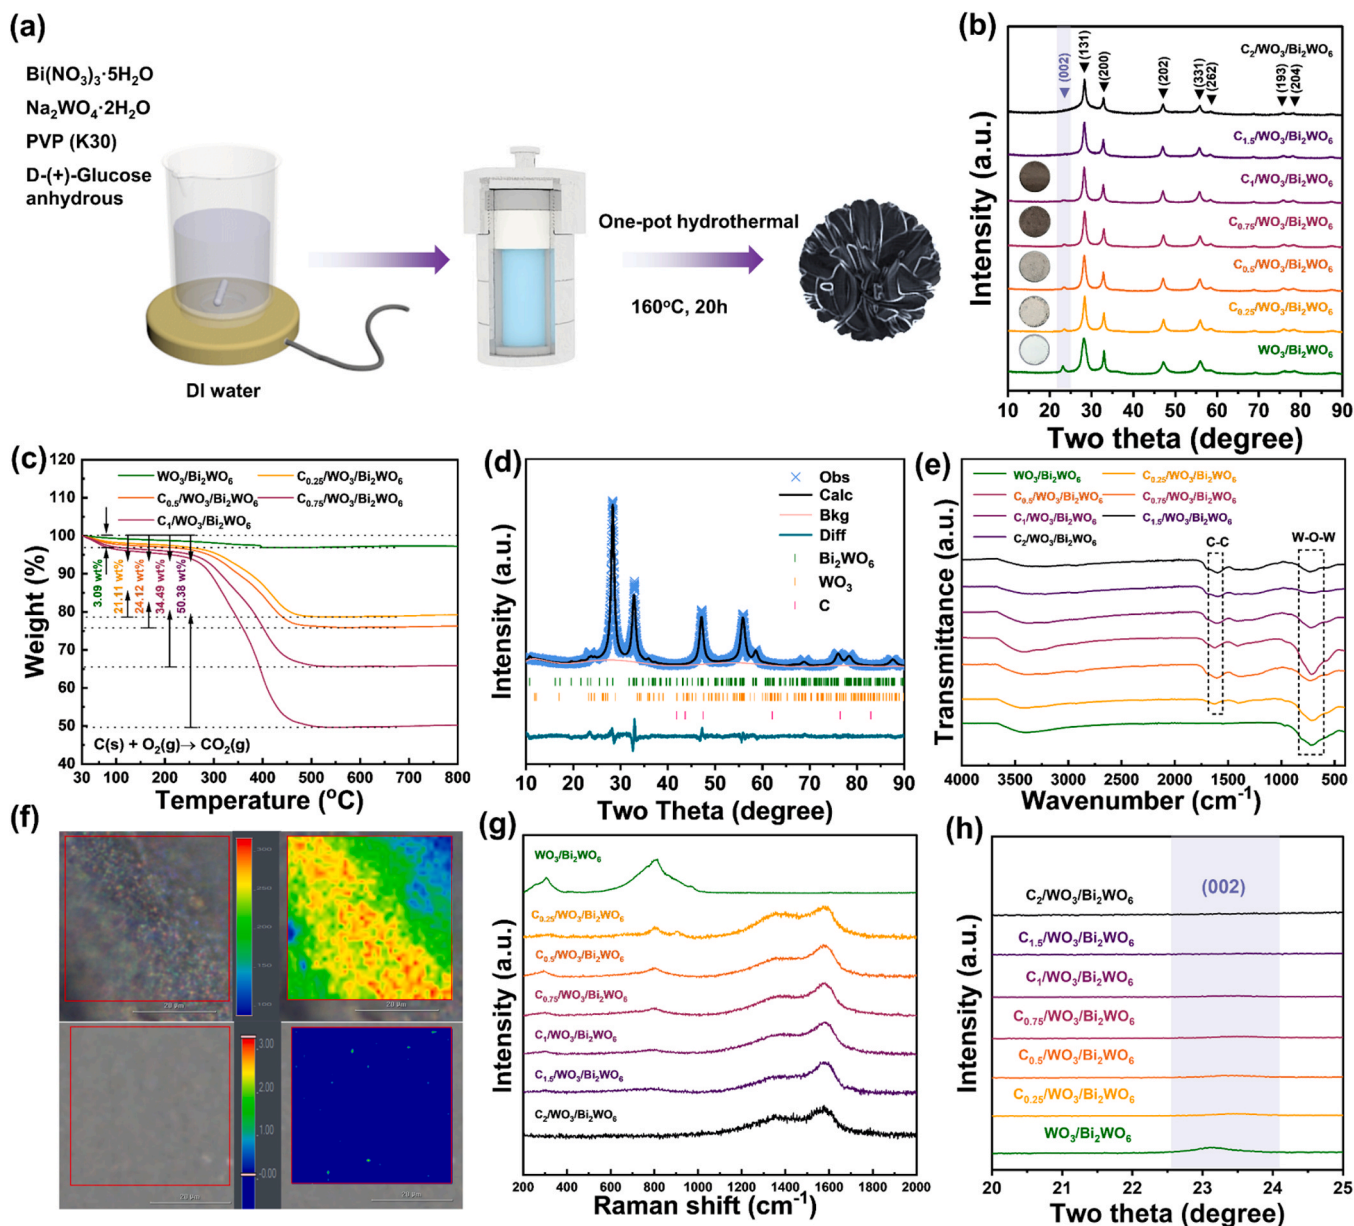 (a)
Bi(NO₃)₃·5H₂O
Na₂WO₄·2H₂O
PVP (K30)
D-(+)-Glucose
anhydrous
DI water
One-pot hydrothermal
160°C, 20h
(b)
Intensity (a.u.)
(002)
(131)
(200)
(202)
(331)
(262)
(193)
(204)
C₂/WO₃/Bi₂WO₆
C₁.₅/WO₃/Bi₂WO₆
C₁/WO₃/Bi₂WO₆
C₀.₇₅/WO₃/Bi₂WO₆
C₀.₅/WO₃/Bi₂WO₆
C₀.₂₅/WO₃/Bi₂WO₆
WO₃/Bi₂WO₆
10 20 30 40 50 60 70 80 90
Two theta (degree)
(c)
Weight (%)
120
110
100
90
80
70
60
50
40
WO₃/Bi₂WO₆ C₀.₂₅/WO₃/Bi₂WO₆
C₀.₅/WO₃/Bi₂WO₆ C₀.₇₅/WO₃/Bi₂WO₆
C₁/WO₃/Bi₂WO₆
3.09 wt%
21.11 wt%
24.12 wt%
34.49 wt%
50.38 wt%
C(s) + O₂(g)→ CO₂(g)
30 100 200 300 400 500 600 700 800
Temperature (°C)
(d)
Intensity (a.u.)
Obs
Calc
Bkg
Diff
Bi₂WO₆
WO₃
C
10 20 30 40 50 60 70 80 90
Two Theta (degree)
(e)
Transmittance (a.u.)
WO₃/Bi₂WO₆ C₀.₂₅/WO₃/Bi₂WO₆
C₀.₅/WO₃/Bi₂WO₆ C₀.₇₅/WO₃/Bi₂WO₆
C₁/WO₃/Bi₂WO₆ C₁.₅/WO₃/Bi₂WO₆
C₂/WO₃/Bi₂WO₆
C-C
W-O-W
4000 3500 3000 2500 2000 1500 1000 500
Wavenumber (cm⁻¹)
(f)
300
250
200
150
100
20 μm
20 μm
3.00
2.00
1.00
-0.00
20 μm
20 μm
(g)
Intensity (a.u.)
WO₃/Bi₂WO₆
C₀.₂₅/WO₃/Bi₂WO₆
C₀.₅/WO₃/Bi₂WO₆
C₀.₇₅/WO₃/Bi₂WO₆
C₁/WO₃/Bi₂WO₆
C₁.₅/WO₃/Bi₂WO₆
C₂/WO₃/Bi₂WO₆
200 400 600 800 1000 1200 1400 1600 1800 2000
Raman shift (cm⁻¹)
(h)
Intensity (a.u.)
(002)
C₂/WO₃/Bi₂WO₆
C₁.₅/WO₃/Bi₂WO₆
C₁/WO₃/Bi₂WO₆
C₀.₇₅/WO₃/Bi₂WO₆
C₀.₅/WO₃/Bi₂WO₆
C₀.₂₅/WO₃/Bi₂WO₆
WO₃/Bi₂WO₆
20 21 22 23 24 25
Two theta (degree)